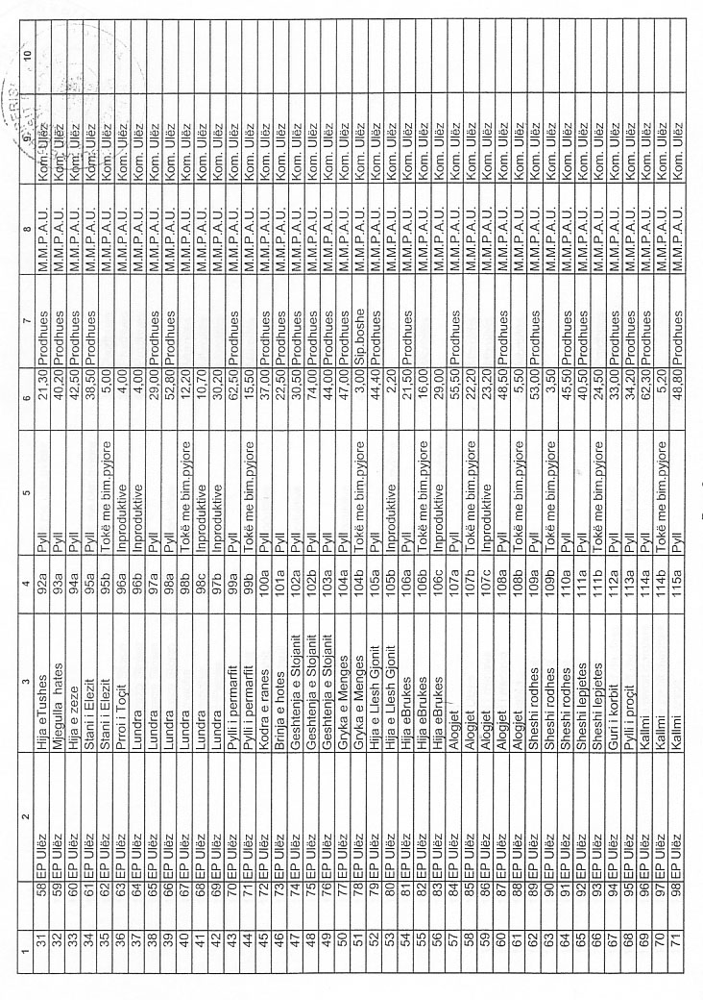 1 2 3 4 5 6 7 8 9 10
31 58 EP Ulëz Hija eTushes 92a Pyll 21,30 Prodhues M.M.P.A.U. Kom. Ulëz
32 59 EP Ulëz Mjegulla hates 93a Pyll 40,20 Prodhues M.M.P.A.U. Kom. Ulëz
33 60 EP Ulëz Hija e zeze 94a Pyll 42,50 Prodhues M.M.P.A.U. Kom. Ulëz
34 61 EP Ulëz Stani i Elezit 95a Pyll 38,50 Prodhues M.M.P.A.U. Kom. Ulëz
35 62 EP Ulëz Stani i Elezit 95b Tokë me bim.pyjore 5,00 M.M.P.A.U. Kom. Ulëz
36 63 EP Ulëz Prroi i Toçit 96a Inproduktive 4,00 M.M.P.A.U. Kom. Ulëz
37 64 EP Ulëz Lundra 96b Inproduktive 4,00 M.M.P.A.U. Kom. Ulëz
38 65 EP Ulëz Lundra 97a Pyll 29,00 Prodhues M.M.P.A.U. Kom. Ulëz
39 66 EP Ulëz Lundra 98a Pyll 52,80 Prodhues M.M.P.A.U. Kom. Ulëz
40 67 EP Ulëz Lundra 98b Tokë me bim.pyjore 12,20 M.M.P.A.U. Kom. Ulëz
41 68 EP Ulëz Lundra 98c Inproduktive 10,70 M.M.P.A.U. Kom. Ulëz
42 69 EP Ulëz Lundra 97b Inproduktive 30,20 M.M.P.A.U. Kom. Ulëz
43 70 EP Ulëz Pylli i permarfit 99a Pyll 62,50 Prodhues M.M.P.A.U. Kom. Ulëz
44 71 EP Ulëz Pylli i permarfit 99b Tokë me bim.pyjore 15,50 M.M.P.A.U. Kom. Ulëz
45 72 EP Ulëz Kodra e ranes 100a Pyll 37,00 Prodhues M.M.P.A.U. Kom. Ulëz
46 73 EP Ulëz Brinja e hotes 101a Pyll 22,50 Prodhues M.M.P.A.U. Kom. Ulëz
47 74 EP Ulëz Geshtenja e Stojanit 102a Pyll 30,50 Prodhues M.M.P.A.U. Kom. Ulëz
48 75 EP Ulëz Geshtenja e Stojanit 102b Pyll 74,00 Prodhues M.M.P.A.U. Kom. Ulëz
49 76 EP Ulëz Geshtenja e Stojanit 103a Pyll 44,00 Prodhues M.M.P.A.U. Kom. Ulëz
50 77 EP Ulëz Gryka e Menges 104a Pyll 47,00 Prodhues M.M.P.A.U. Kom. Ulëz
51 78 EP Ulëz Gryka e Menges 104b Tokë me bim.pyjore 3,00 Sip.boshe M.M.P.A.U. Kom. Ulëz
52 79 EP Ulëz Hija e Llesh Gjonit 105a Pyll 44,40 Prodhues M.M.P.A.U. Kom. Ulëz
53 80 EP Ulëz Hija e Llesh Gjonit 105b Inproduktive 2,20 M.M.P.A.U. Kom. Ulëz
54 81 EP Ulëz Hija eBrukes 106a Pyll 21,50 Prodhues M.M.P.A.U. Kom. Ulëz
55 82 EP Ulëz Hija eBrukes 106b Tokë me bim.pyjore 16,00 M.M.P.A.U. Kom. Ulëz
56 83 EP Ulëz Hija eBrukes 106c Inproduktive 29,00 M.M.P.A.U. Kom. Ulëz
57 84 EP Ulëz Alogjet 107a Pyll 55,50 Prodhues M.M.P.A.U. Kom. Ulëz
58 85 EP Ulëz Alogjet 107b Tokë me bim.pyjore 22,20 M.M.P.A.U. Kom. Ulëz
59 86 EP Ulëz Alogjet 107c Inproduktive 23,20 M.M.P.A.U. Kom. Ulëz
60 87 EP Ulëz Alogjet 108a Pyll 48,50 Prodhues M.M.P.A.U. Kom. Ulëz
61 88 EP Ulëz Alogjet 108b Tokë me bim.pyjore 5,50 M.M.P.A.U. Kom. Ulëz
62 89 EP Ulëz Sheshi rodhes 109a Pyll 53,00 Prodhues M.M.P.A.U. Kom. Ulëz
63 90 EP Ulëz Sheshi rodhes 109b Tokë me bim.pyjore 3,50 M.M.P.A.U. Kom. Ulëz
64 91 EP Ulëz Sheshi rodhes 110a Pyll 45,50 Prodhues M.M.P.A.U. Kom. Ulëz
65 92 EP Ulëz Sheshi lepjetes 111a Pyll 40,50 Prodhues M.M.P.A.U. Kom. Ulëz
66 93 EP Ulëz Sheshi lepjetes 111b Tokë me bim.pyjore 24,50 M.M.P.A.U. Kom. Ulëz
67 94 EP Ulëz Guri i korbit 112a Pyll 33,00 Prodhues M.M.P.A.U. Kom. Ulëz
68 95 EP Ulëz Pylli i proçit 113a Pyll 34,20 Prodhues M.M.P.A.U. Kom. Ulëz
69 96 EP Ulëz Kallmi 114a Pyll 62,30 Prodhues M.M.P.A.U. Kom. Ulëz
70 97 EP Ulëz Kallmi 114b Tokë me bim.pyjore 5,20 M.M.P.A.U. Kom. Ulëz
71 98 EP Ulëz Kallmi 115a Pyll 48,80 Prodhues M.M.P.A.U. Kom. Ulëz